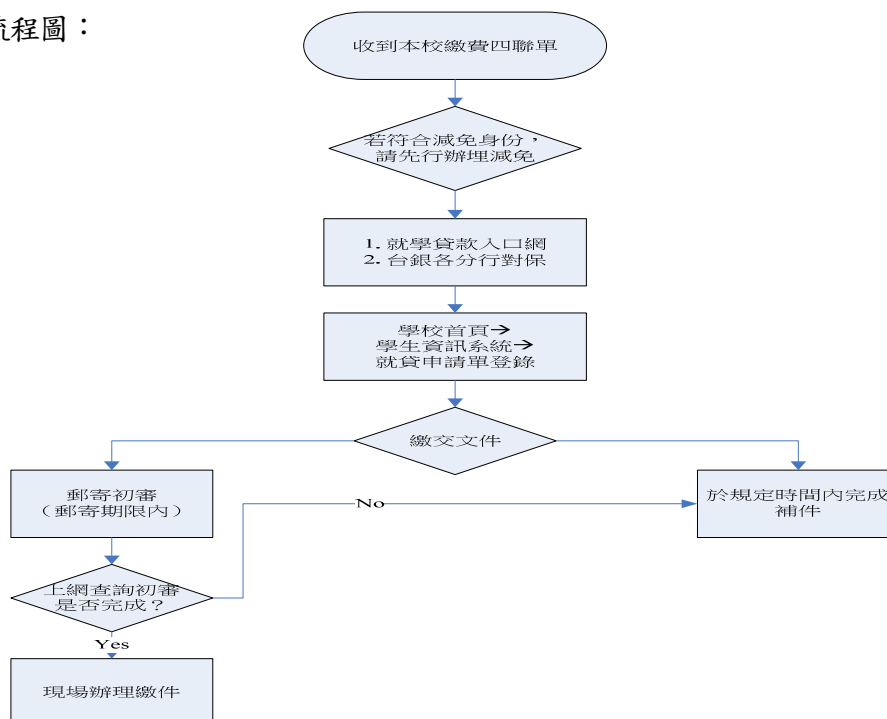 流程圖：
收到本校繳費四聯單
若符合減免身份，
請先行辦理減免
1. 就學貸款入口網
2. 台銀各分行對保
學校首頁→
學生資訊系統→
就貸申請單登錄
繳交文件
郵寄初審
（郵寄期限內）
No
於規定時間內完成
補件
上網查詢初審
是否完成？
Yes
現場辦理繳件